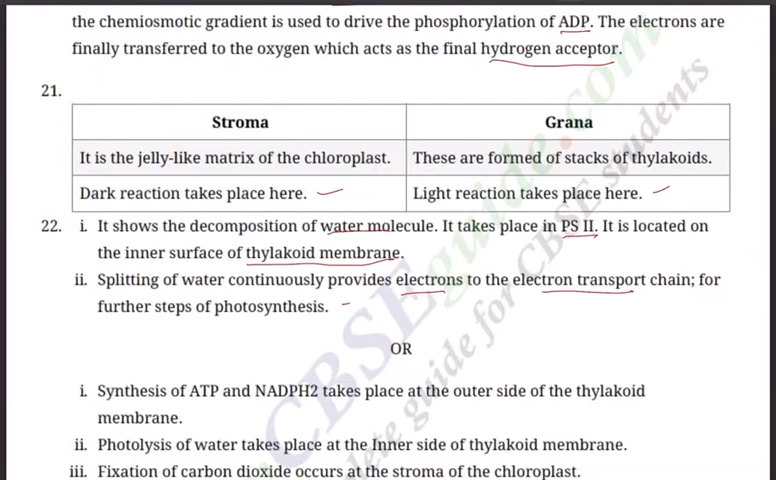 the chemiosmotic gradient is used to drive the phosphorylation of ADP. The electrons are
finally transferred to the oxygen which acts as the final hydrogen acceptor.
21.
Stroma Grana
It is the jelly-like matrix of the chloroplast. These are formed of stacks of thylakoids.
Dark reaction takes place here. Light reaction takes place here.
22. i. It shows the decomposition of water molecule. It takes place in PS II. It is located on
the inner surface of thylakoid membrane.
ii. Splitting of water continuously provides electrons to the electron transport chain; for
further steps of photosynthesis.
OR
i. Synthesis of ATP and NADPH2 takes place at the outer side of the thylakoid
membrane.
ii. Photolysis of water takes place at the Inner side of thylakoid membrane.
iii. Fixation of carbon dioxide occurs at the stroma of the chloroplast.
CBSEguide.com
plete guide for CBSE students